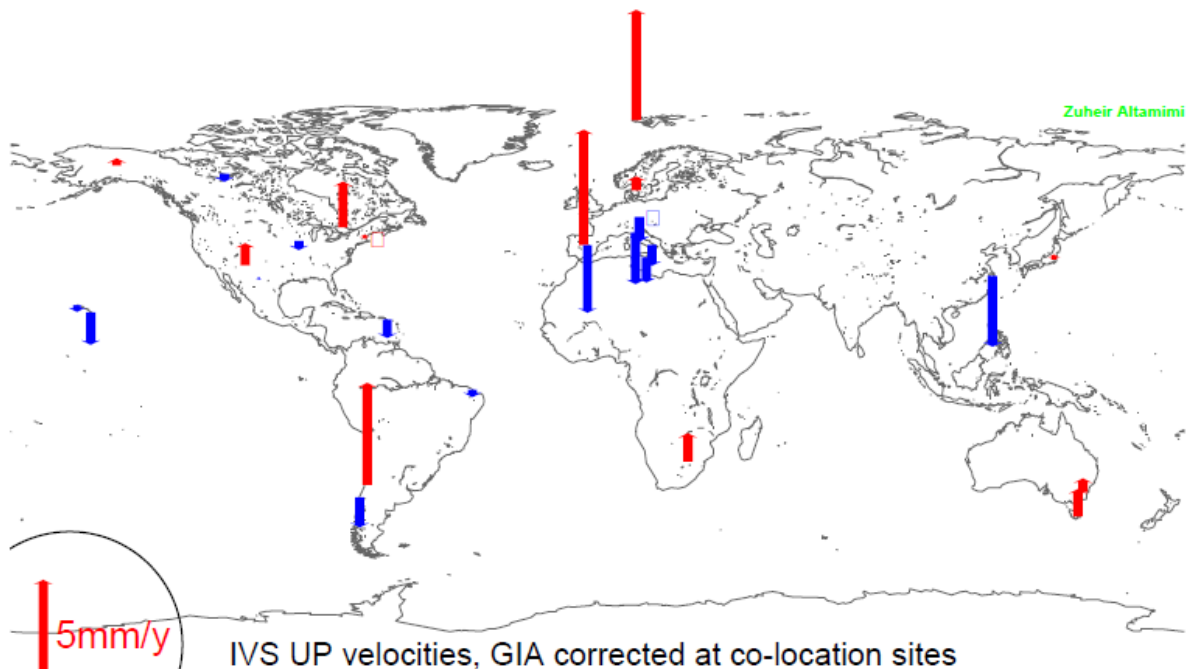 Zuheir Altamimi
5mm/y
IVS UP velocities, GIA corrected at co-location sites